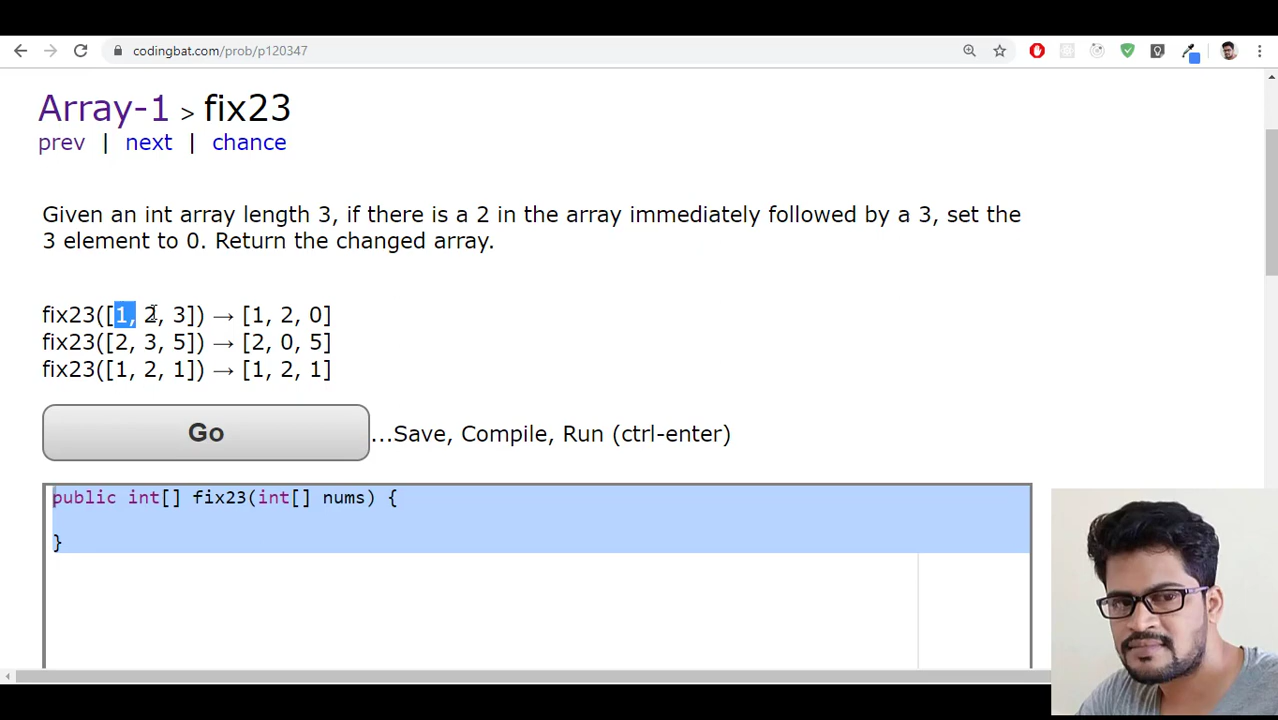 codingbat.com/prob/p120347
Array-1 > fix23
prev | next | chance
Given an int array length 3, if there is a 2 in the array immediately followed by a 3, set the
3 element to 0. Return the changed array.
fix23([1, 2, 3]) → [1, 2, 0]
fix23([2, 3, 5]) → [2, 0, 5]
fix23([1, 2, 1]) → [1, 2, 1]
Go ...Save, Compile, Run (ctrl-enter)
public int[] fix23(int[] nums) {
}